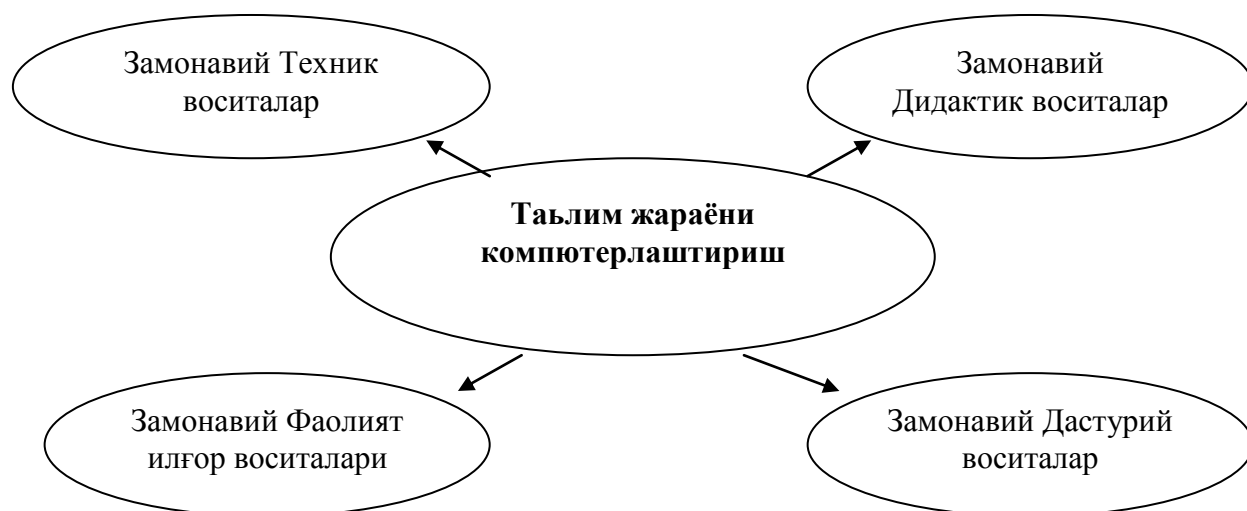 Замонавий Техник
воситалар
Замонавий
Дидактик воситалар
Таьлим жараёни
компютерлаштириш
Замонавий Фаолият
илғор воситалари
Замонавий Дастурий
воситалар